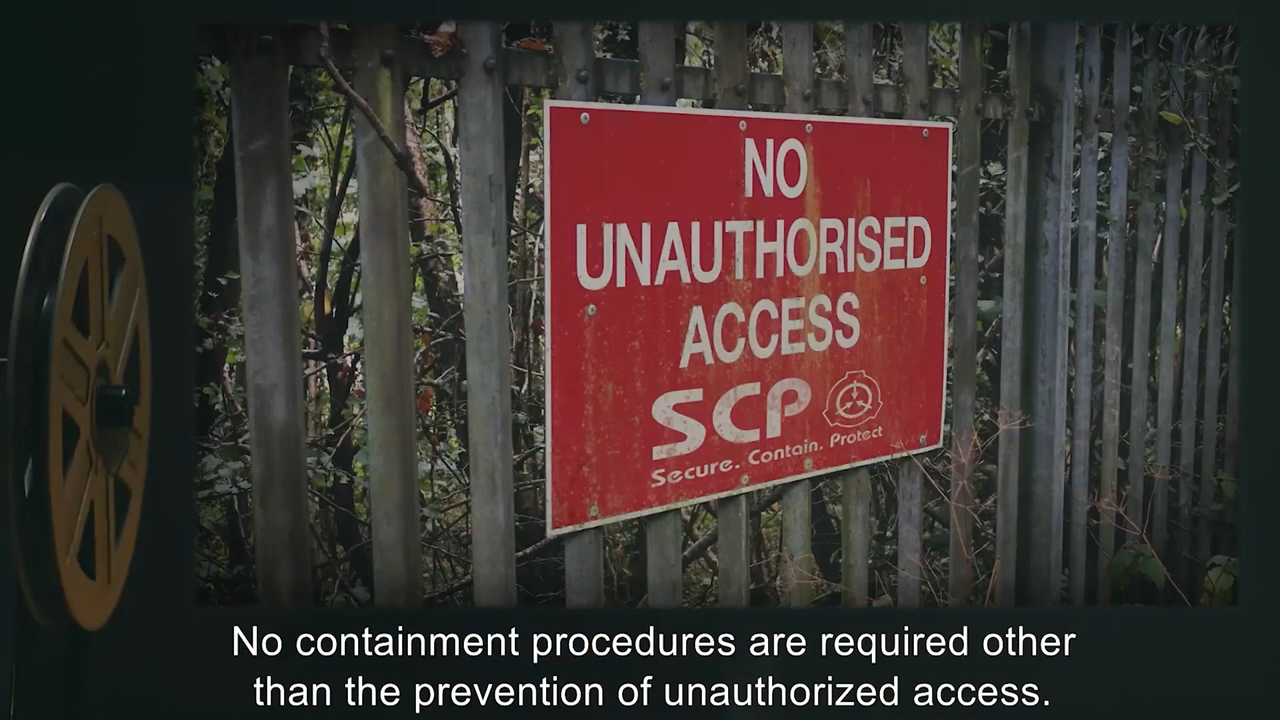 NO
UNAUTHORISED
ACCESS
SCP
Secure. Contain. Protect
No containment procedures are required other
than the prevention of unauthorized access.